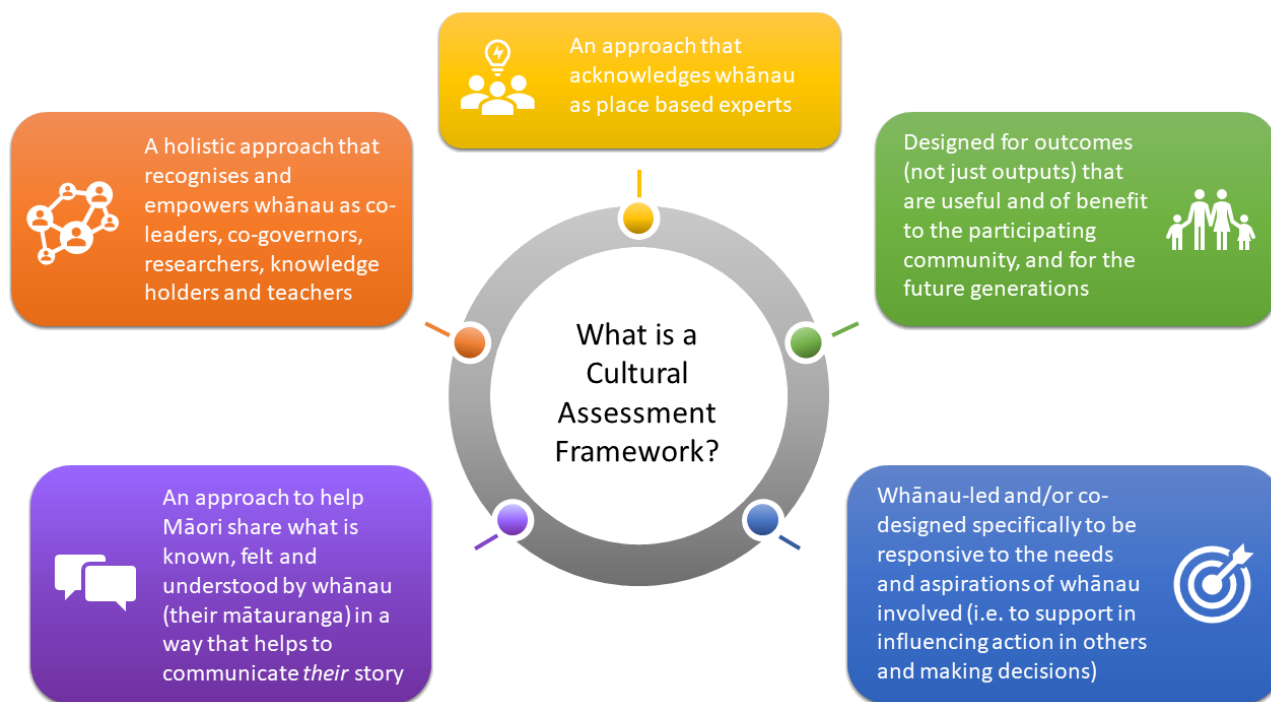 An approach that
acknowledges whānau
as place based experts
A holistic approach that
recognises and
empowers whānau as co-
leaders, co-governors,
researchers, knowledge
holders and teachers
Designed for outcomes
(not just outputs) that
are useful and of benefit
to the participating
community, and for the
future generations
What is a
Cultural
Assessment
Framework?
An approach to help
Māori share what is
known, felt and
understood by whānau
(their mātauranga) in a
way that helps to
communicate their story
Whānau-led and/or co-
designed specifically to be
responsive to the needs
and aspirations of whānau
involved (i.e. to support in
influencing action in others
and making decisions)